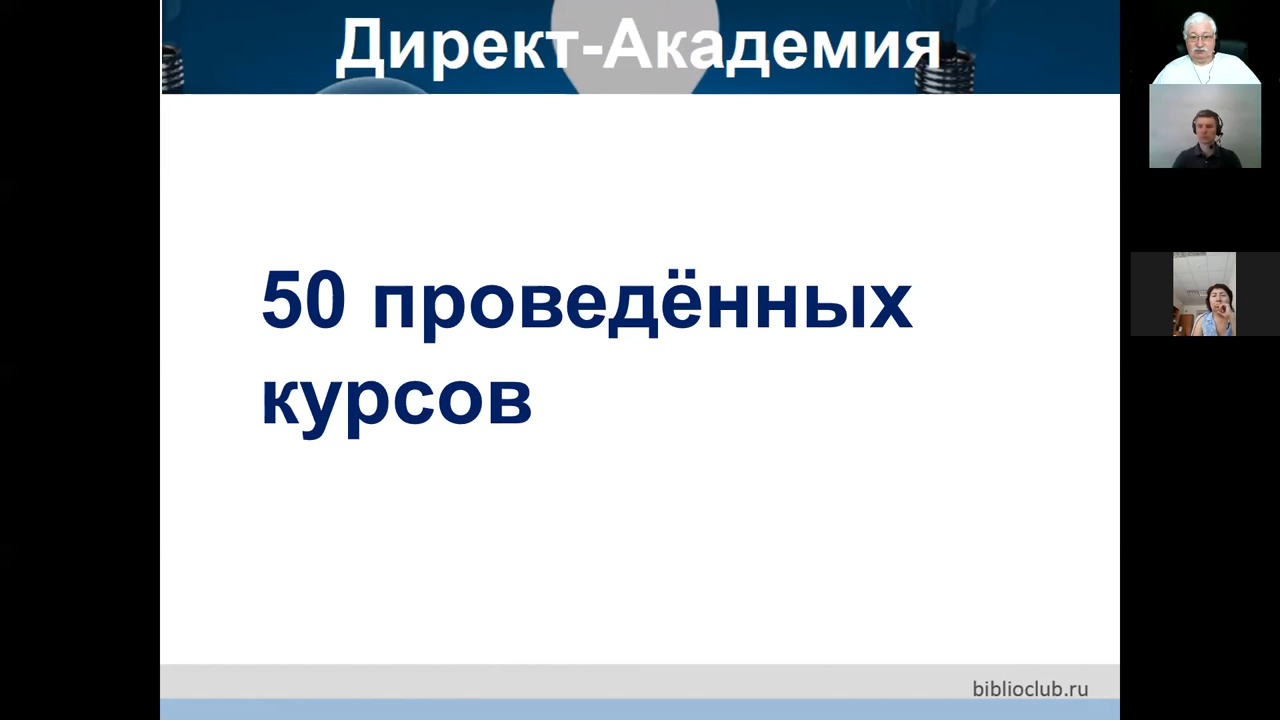 Директ-Академия
50 проведённых
курсов
biblioclub.ru